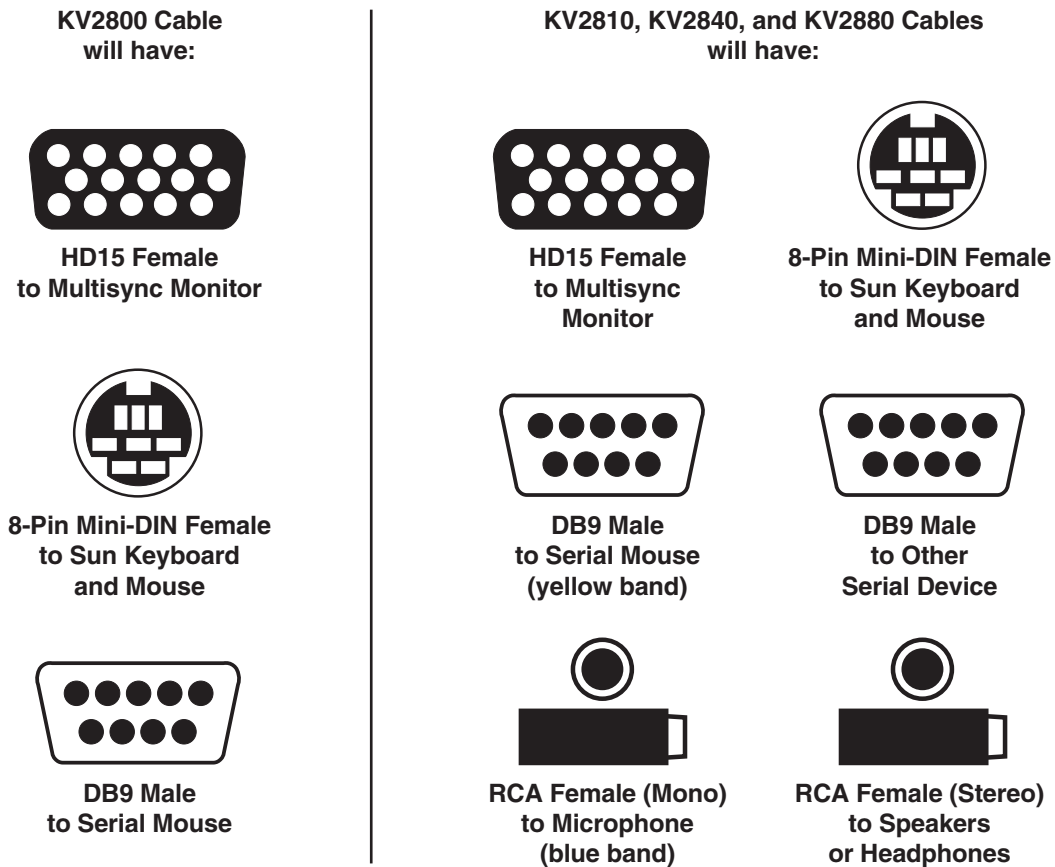 KV2800 Cable
will have:
HD15 Female
to Multisync Monitor
8-Pin Mini-DIN Female
to Sun Keyboard
and Mouse
DB9 Male
to Serial Mouse
KV2810, KV2840, and KV2880 Cables
will have:
HD15 Female
to Multisync
Monitor
8-Pin Mini-DIN Female
to Sun Keyboard
and Mouse
DB9 Male
to Serial Mouse
(yellow band)
DB9 Male
to Other
Serial Device
RCA Female (Mono)
to Microphone
(blue band)
RCA Female (Stereo)
to Speakers
or Headphones